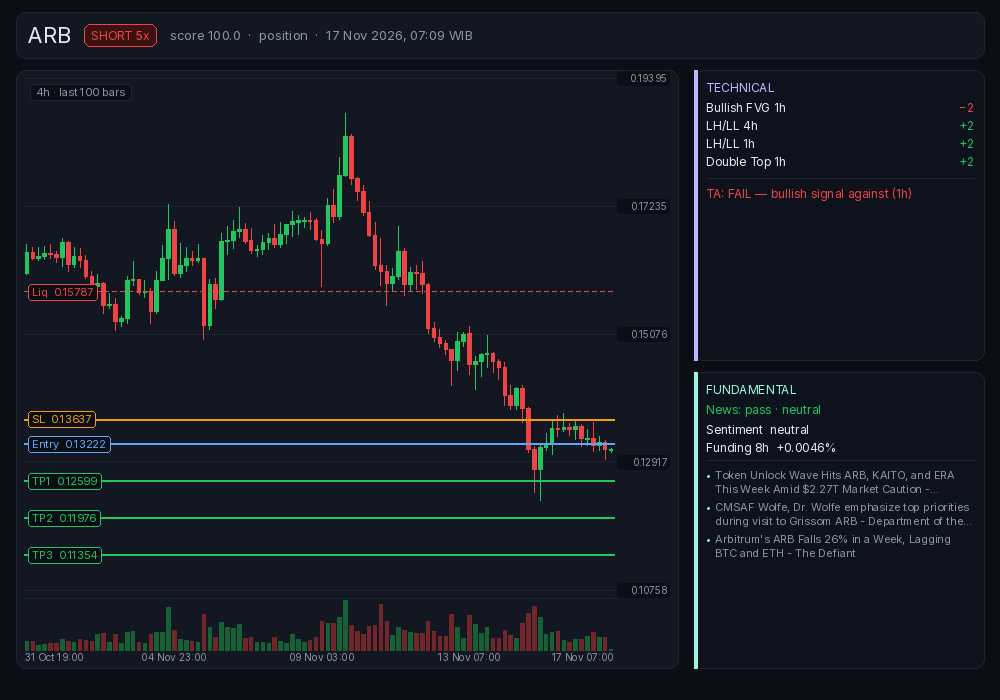 ARB SHORT 5x score 100.0 · position · 17 Nov 2026, 07:09 WIB
4h · last 100 bars
0.19395
0.17235
Liq 0.15787
0.15076
SL 0.13637
Entry 0.13222
0.12917
TP1 0.12599
TP2 0.11976
TP3 0.11354
0.10758
31 Oct 19:00 04 Nov 23:00 09 Nov 03:00 13 Nov 07:00 17 Nov 07:00
TECHNICAL
Bullish FVG 1h −2
LH/LL 4h +2
LH/LL 1h +2
Double Top 1h +2
TA: FAIL — bullish signal against (1h)
FUNDAMENTAL
News: pass · neutral
Sentiment neutral
Funding 8h +0.0046%
• Token Unlock Wave Hits ARB, KAITO, and ERA
This Week Amid $2.27T Market Caution -...
• CMSAF Wolfe, Dr. Wolfe emphasize top priorities
during visit to Grissom ARB - Department of the...
• Arbitrum's ARB Falls 26% in a Week, Lagging
BTC and ETH - The Defiant